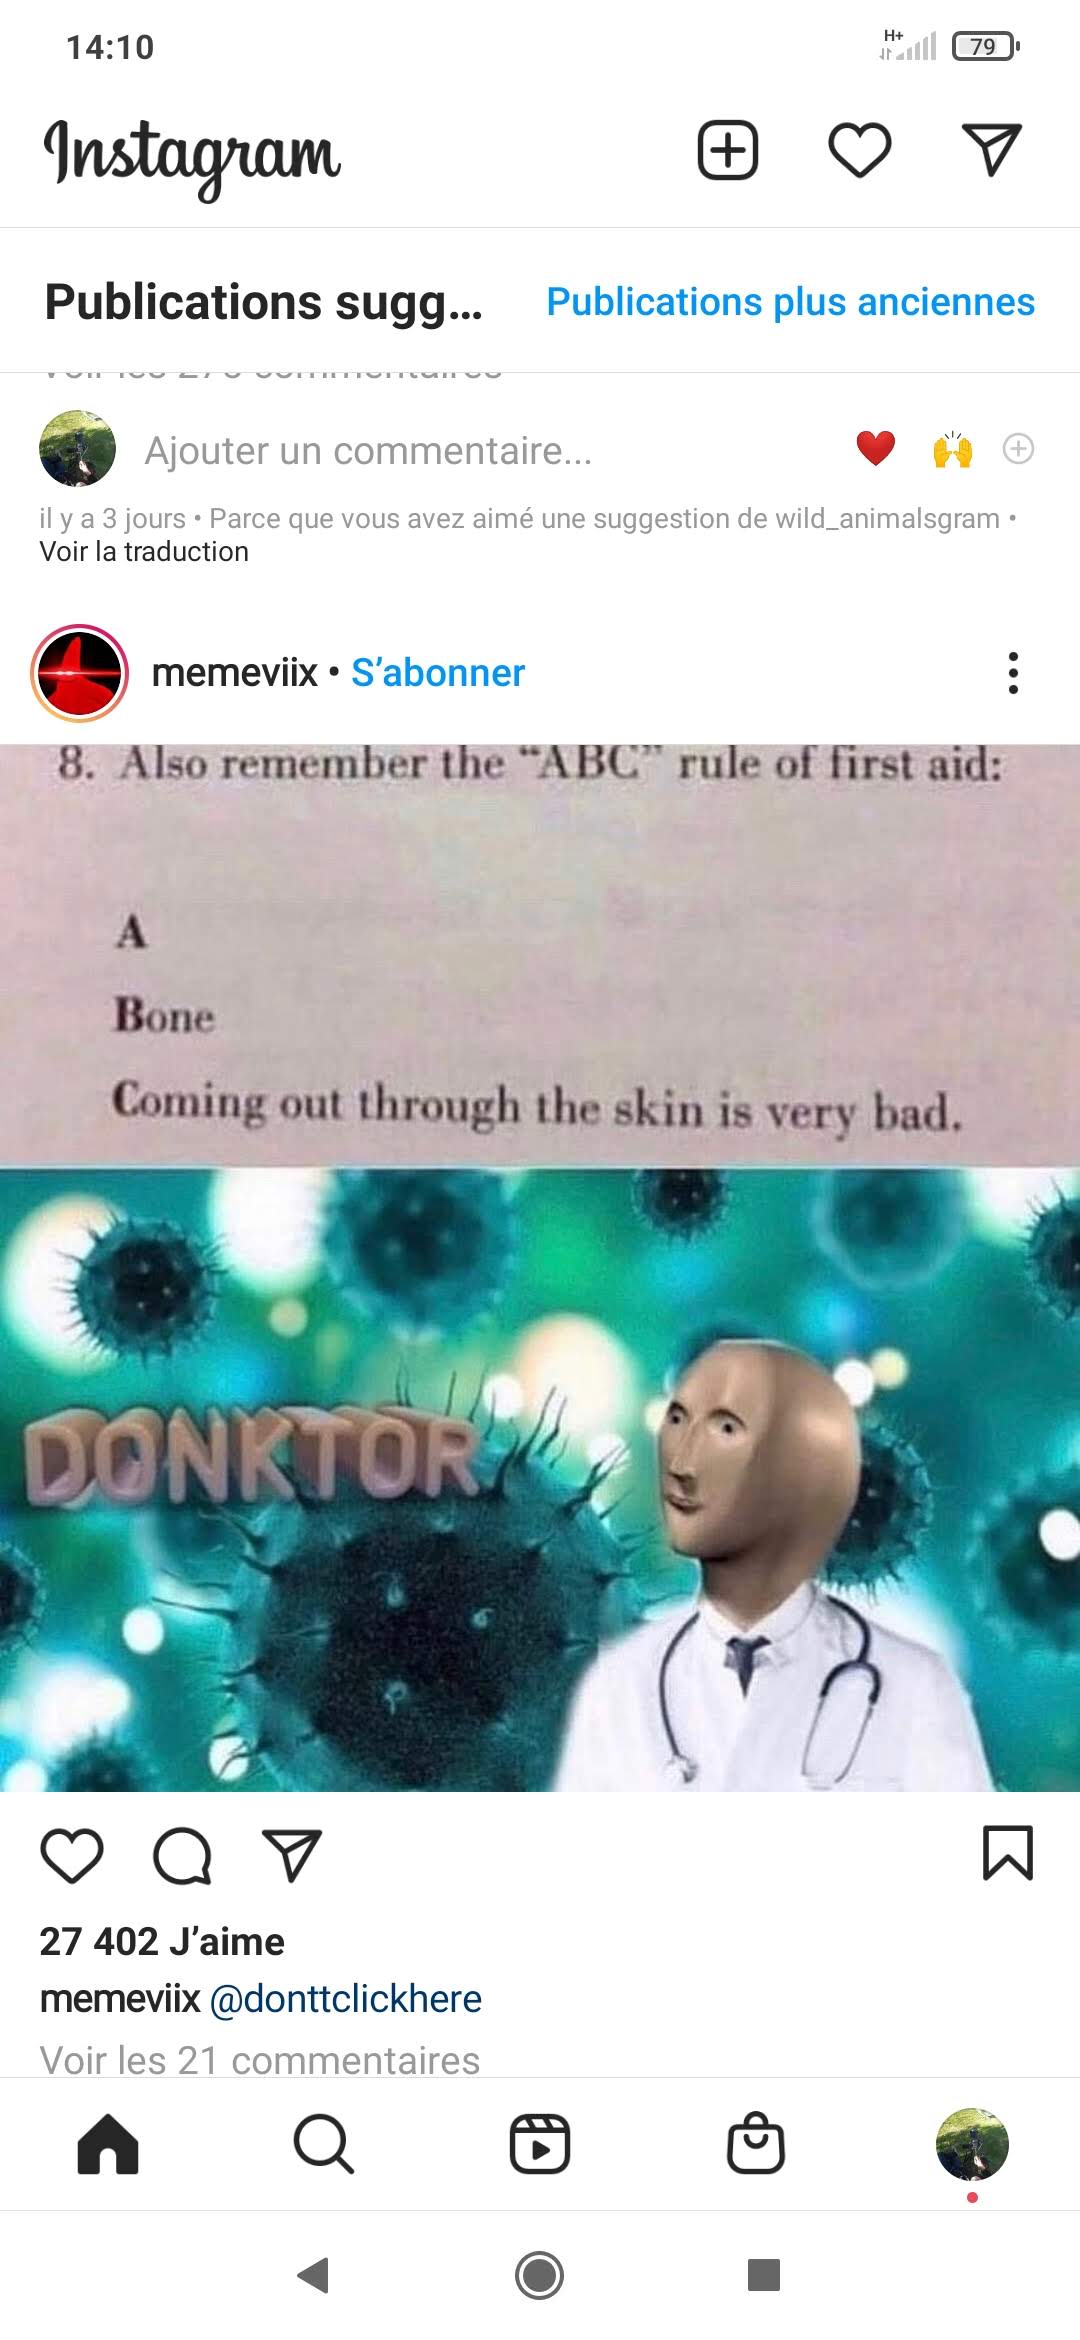 14:10
H+
79
Instagram
Publications sugg...
Publications plus anciennes
Ajouter un commentaire...
il y a 3 jours • Parce que vous avez aimé une suggestion de wild_animalsgram •
Voir la traduction
memeviix • S’abonner
8. Also remember the “ABC” rule of first aid:
A
Bone
Coming out through the skin is very bad.
DONKTOR
27 402 J’aime
memeviix @donttclickhere
Voir les 21 commentaires